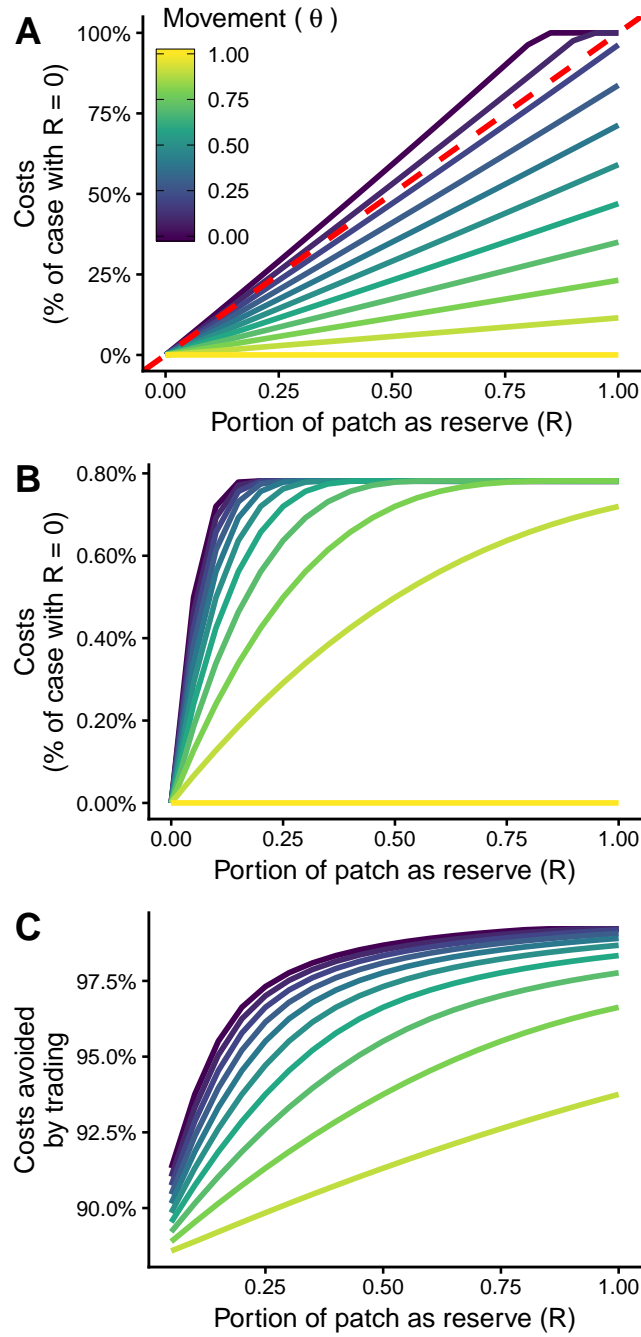 A
Movement ( θ )
1.00
0.75
0.50
0.25
0.00
100%
75%
50%
25%
0%
Costs
(% of case with R = 0)
0.00 0.25 0.50 0.75 1.00
Portion of patch as reserve (R)
B
0.80%
0.60%
0.40%
0.20%
0.00%
Costs
(% of case with R = 0)
0.00 0.25 0.50 0.75 1.00
Portion of patch as reserve (R)
C
97.5%
95.0%
92.5%
90.0%
Costs avoided
by trading
0.25 0.50 0.75 1.00
Portion of patch as reserve (R)